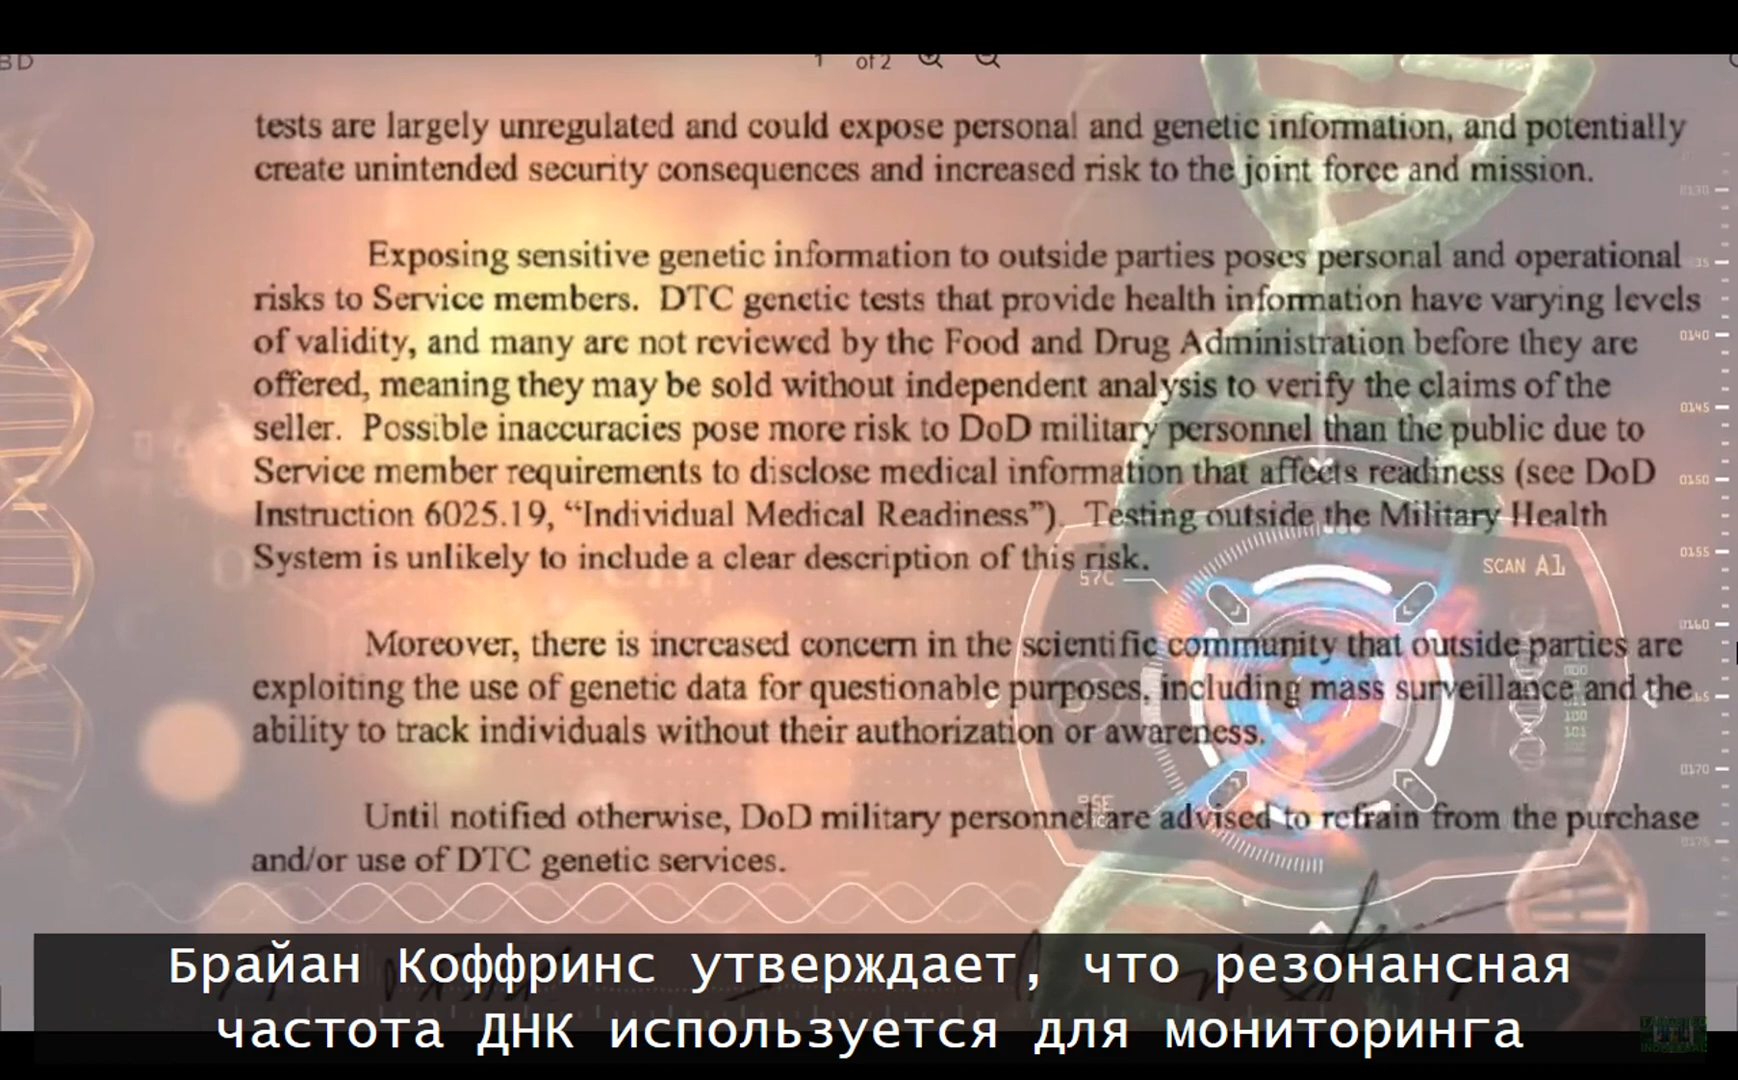 1 of 2
tests are largely unregulated and could expose personal and genetic information, and potentially
create unintended security consequences and increased risk to the joint force and mission.
Exposing sensitive genetic information to outside parties poses personal and operational
risks to Service members. DTC genetic tests that provide health information have varying levels
of validity, and many are not reviewed by the Food and Drug Administration before they are
offered, meaning they may be sold without independent analysis to verify the claims of the
seller. Possible inaccuracies pose more risk to DoD military personnel than the public due to
Service member requirements to disclose medical information that affects readiness (see DoD
Instruction 6025.19, “Individual Medical Readiness”). Testing outside the Military Health
System is unlikely to include a clear description of this risk.
57C
SCAN A1
Moreover, there is increased concern in the scientific community that outside parties are
exploiting the use of genetic data for questionable purposes, including mass surveillance and the
ability to track individuals without their authorization or awareness.
Until notified otherwise, DoD military personnel are advised to refrain from the purchase
and/or use of DTC genetic services.
0130
0140
0145
0150
0155
0160
0170
0175
Брайан Коффринс утверждает, что резонансная
частота ДНК используется для мониторинга